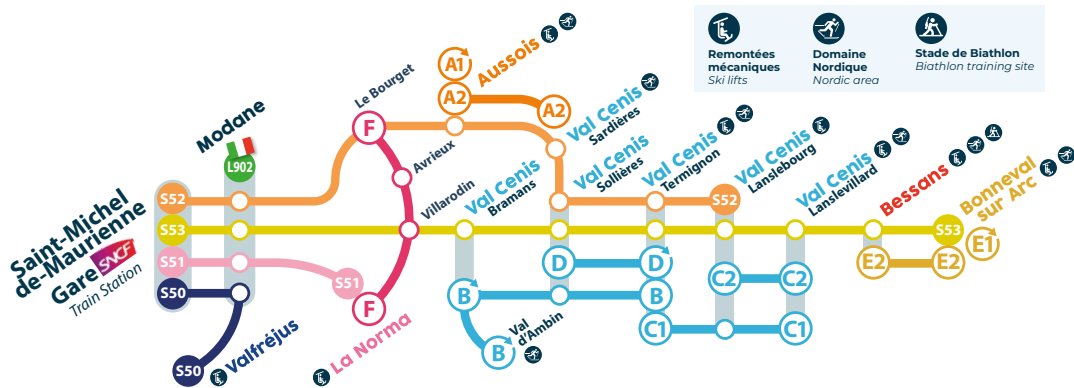 Remontées
mécaniques
Ski lifts
Domaine
Nordique
Nordic area
Stade de Biathlon
Biathlon training site
Saint-Michel
de-Maurienne
Gare SNCF
Train Station
Modane
L902
Le Bourget
Avrieux
Villarodin
A1
A2
A2
Aussois
Val Cenis
Sardières
Val Cenis
Bramans
Val Cenis
Sollières
Val Cenis
Termignon
Val Cenis
Lanslebourg
Val Cenis
Lanslevillard
Bessans
Bonneval
sur Arc
F
S52
S52
S53
S53
E1
S51
S51
D
D
E2
E2
C2
C2
S50
B
B
F
C1
C1
B
Val
d'Ambin
La Norma
S50
Valfréjus